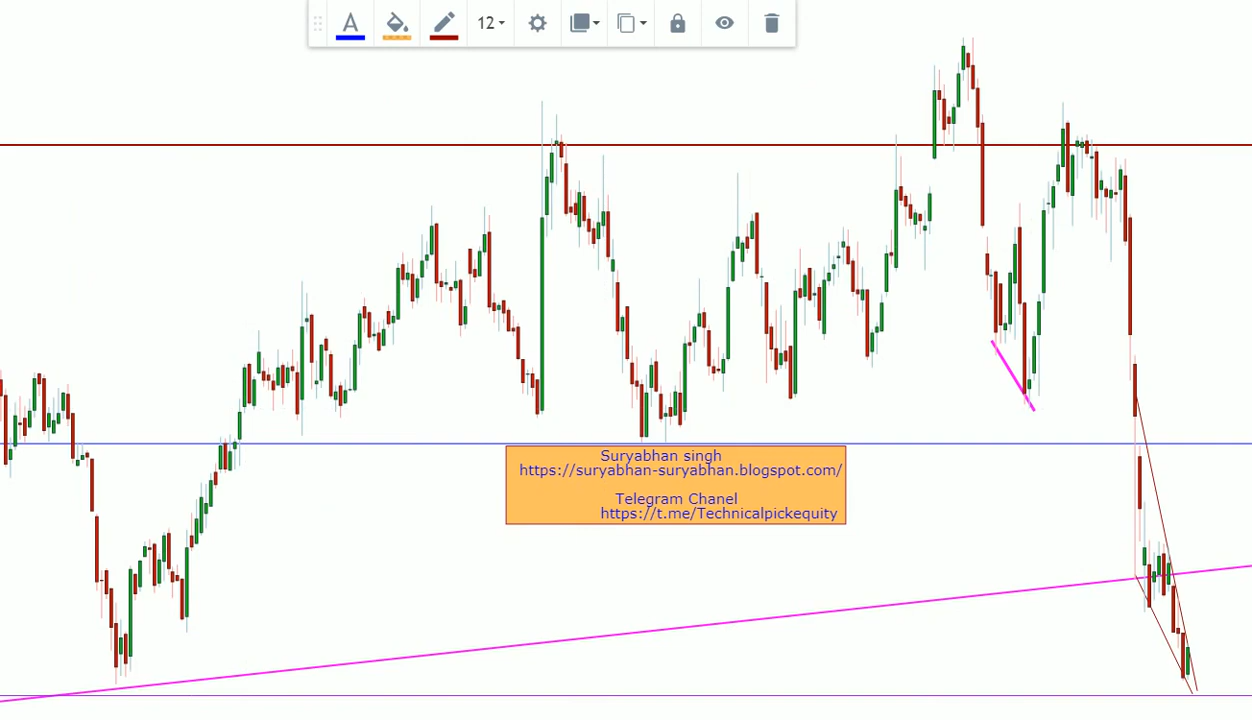 A
12
Suryabhan singh
https://suryabhan-suryabhan.blogspot.com/
Telegram Chanel
https://t.me/Technicalpickequity